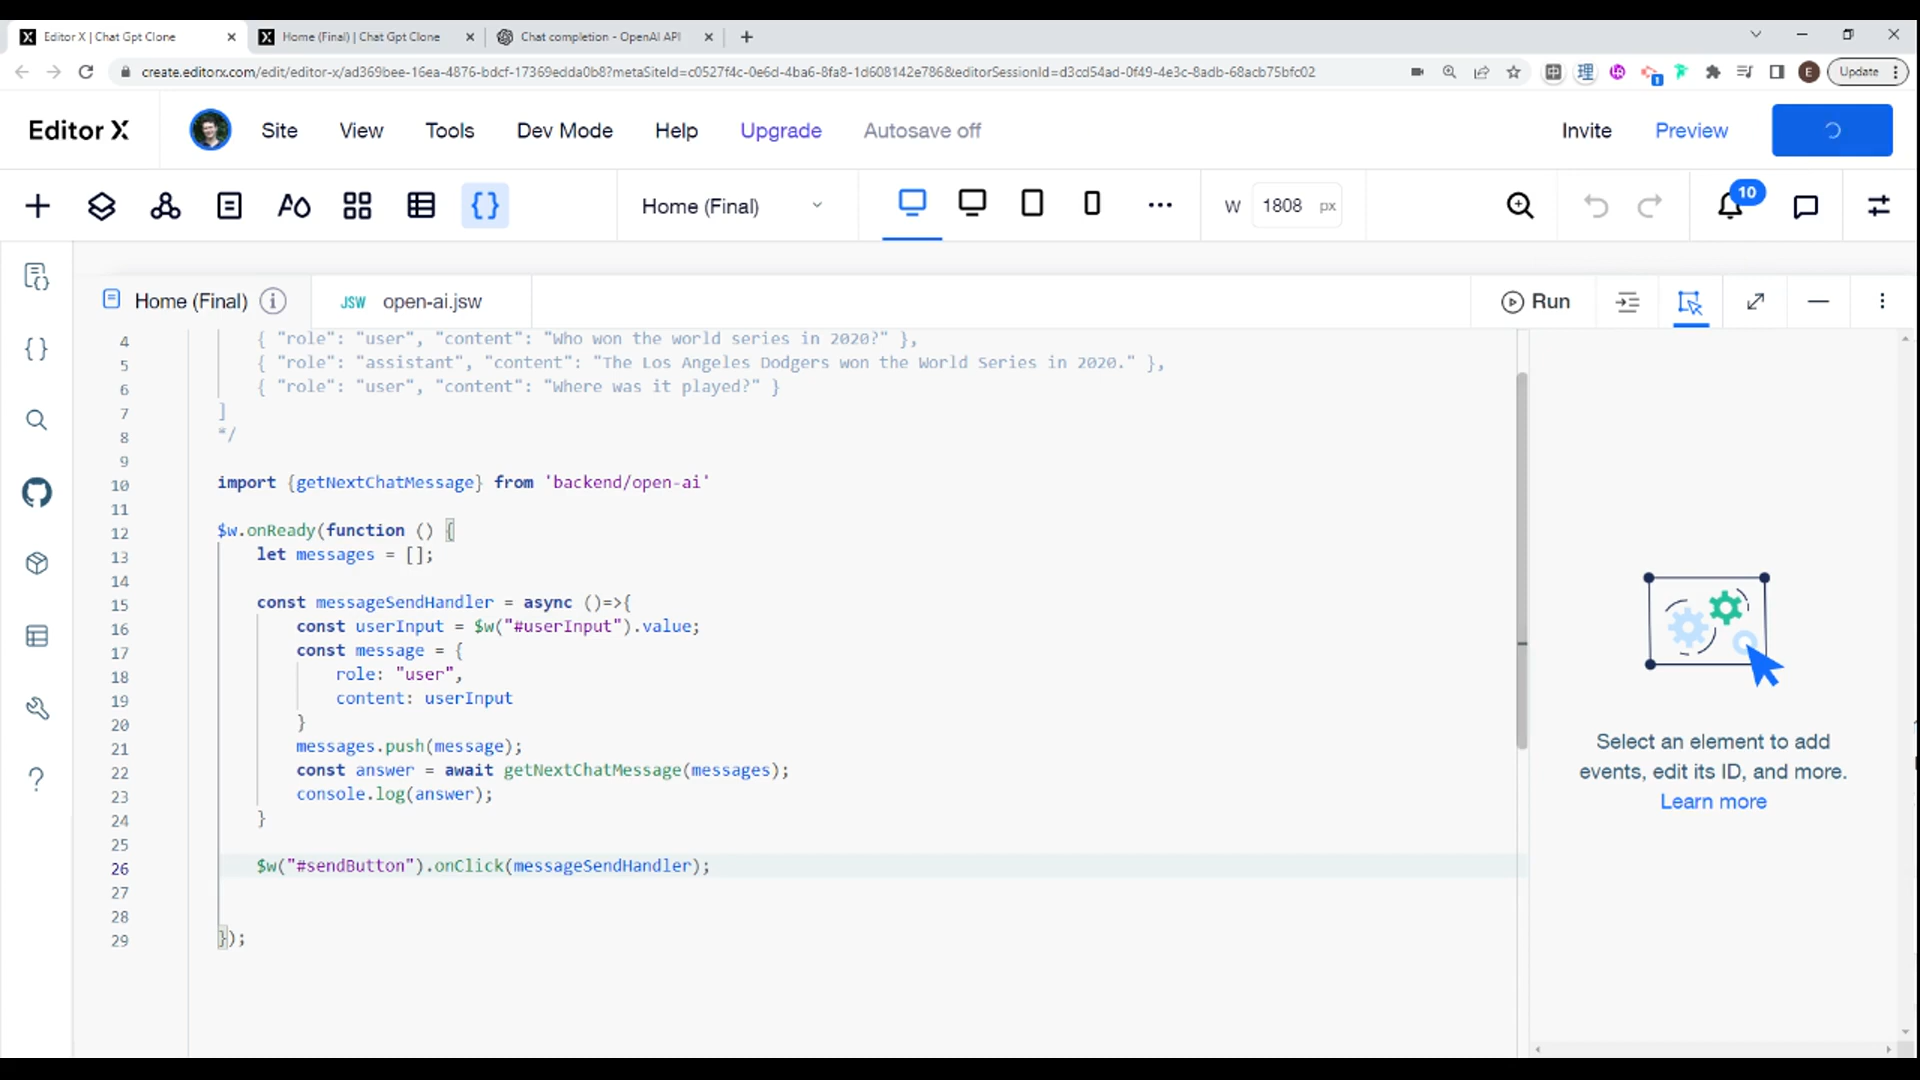 Editor X | Chat Gpt Clone
Home (Final) | Chat Gpt Clone
Chat completion - OpenAI API
create.editorx.com/edit/editor-x/ad369bee-16ea-4876-bdcf-17369edda0b8?metaSiteId=c0527f4c-0e6d-4ba6-8fa8-1d608142e786&editorSessionId=d3cd54ad-0f49-4e3c-8adb-68acb75bfc02
1
E
Update
Editor X
Site
View
Tools
Dev Mode
Help
Upgrade
Autosave off
Invite
Preview
Home (Final)
W 1808 px
10
Home (Final)
JSW open-ai.jsw
Run
4 { "role": "user", "content": "Who won the world series in 2020?" },
5 { "role": "assistant", "content": "The Los Angeles Dodgers won the World Series in 2020." },
6 { "role": "user", "content": "Where was it played?" }
7 ]
8 */
9
10 import {getNextChatMessage} from 'backend/open-ai'
11
12 $w.onReady(function () {
13 let messages = [];
14
15 const messageSendHandler = async ()=>{
16 const userInput = $w("#userInput").value;
17 const message = {
18 role: "user",
19 content: userInput
20 }
21 messages.push(message);
22 const answer = await getNextChatMessage(messages);
23 console.log(answer);
24 }
25
26 $w("#sendButton").onClick(messageSendHandler);
27
28
29 });
Select an element to add
events, edit its ID, and more.
Learn more